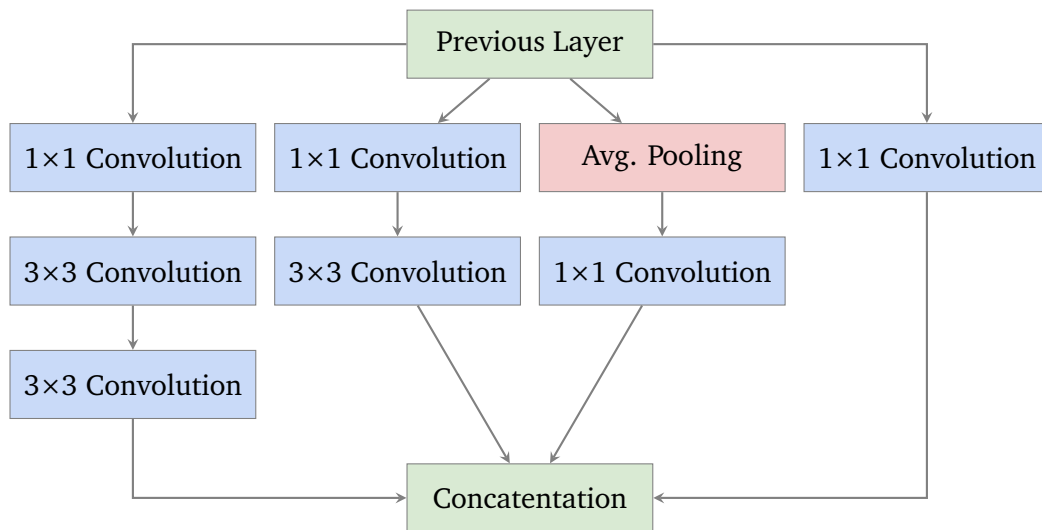 Previous Layer
1×1 Convolution
1×1 Convolution
Avg. Pooling
1×1 Convolution
3×3 Convolution
3×3 Convolution
1×1 Convolution
3×3 Convolution
Concatentation